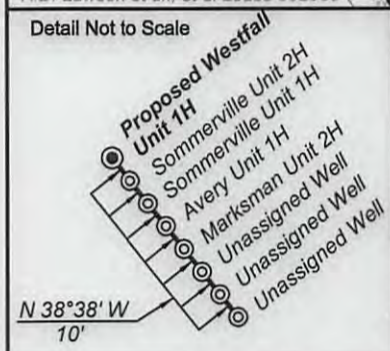 Detail Not to Scale
Proposed Westfall
Unit 1H
Sommerville Unit 2H
Sommerville Unit 1H
Avery Unit 1H
Marksman Unit 2H
Unassigned Well
Unassigned Well
Unassigned Well
N 38°38' W
10'